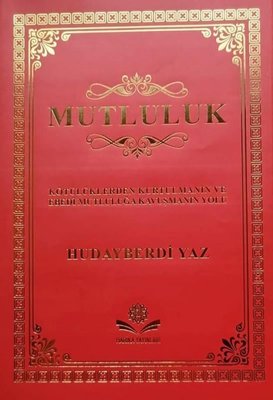 MUTLULUK
KÖTÜLÜKLERDEN KURTULMANIN VE
EBEDİ MUTLULUĞA KAVUŞMANIN YOLU
HUDAYBERDİ YAZ